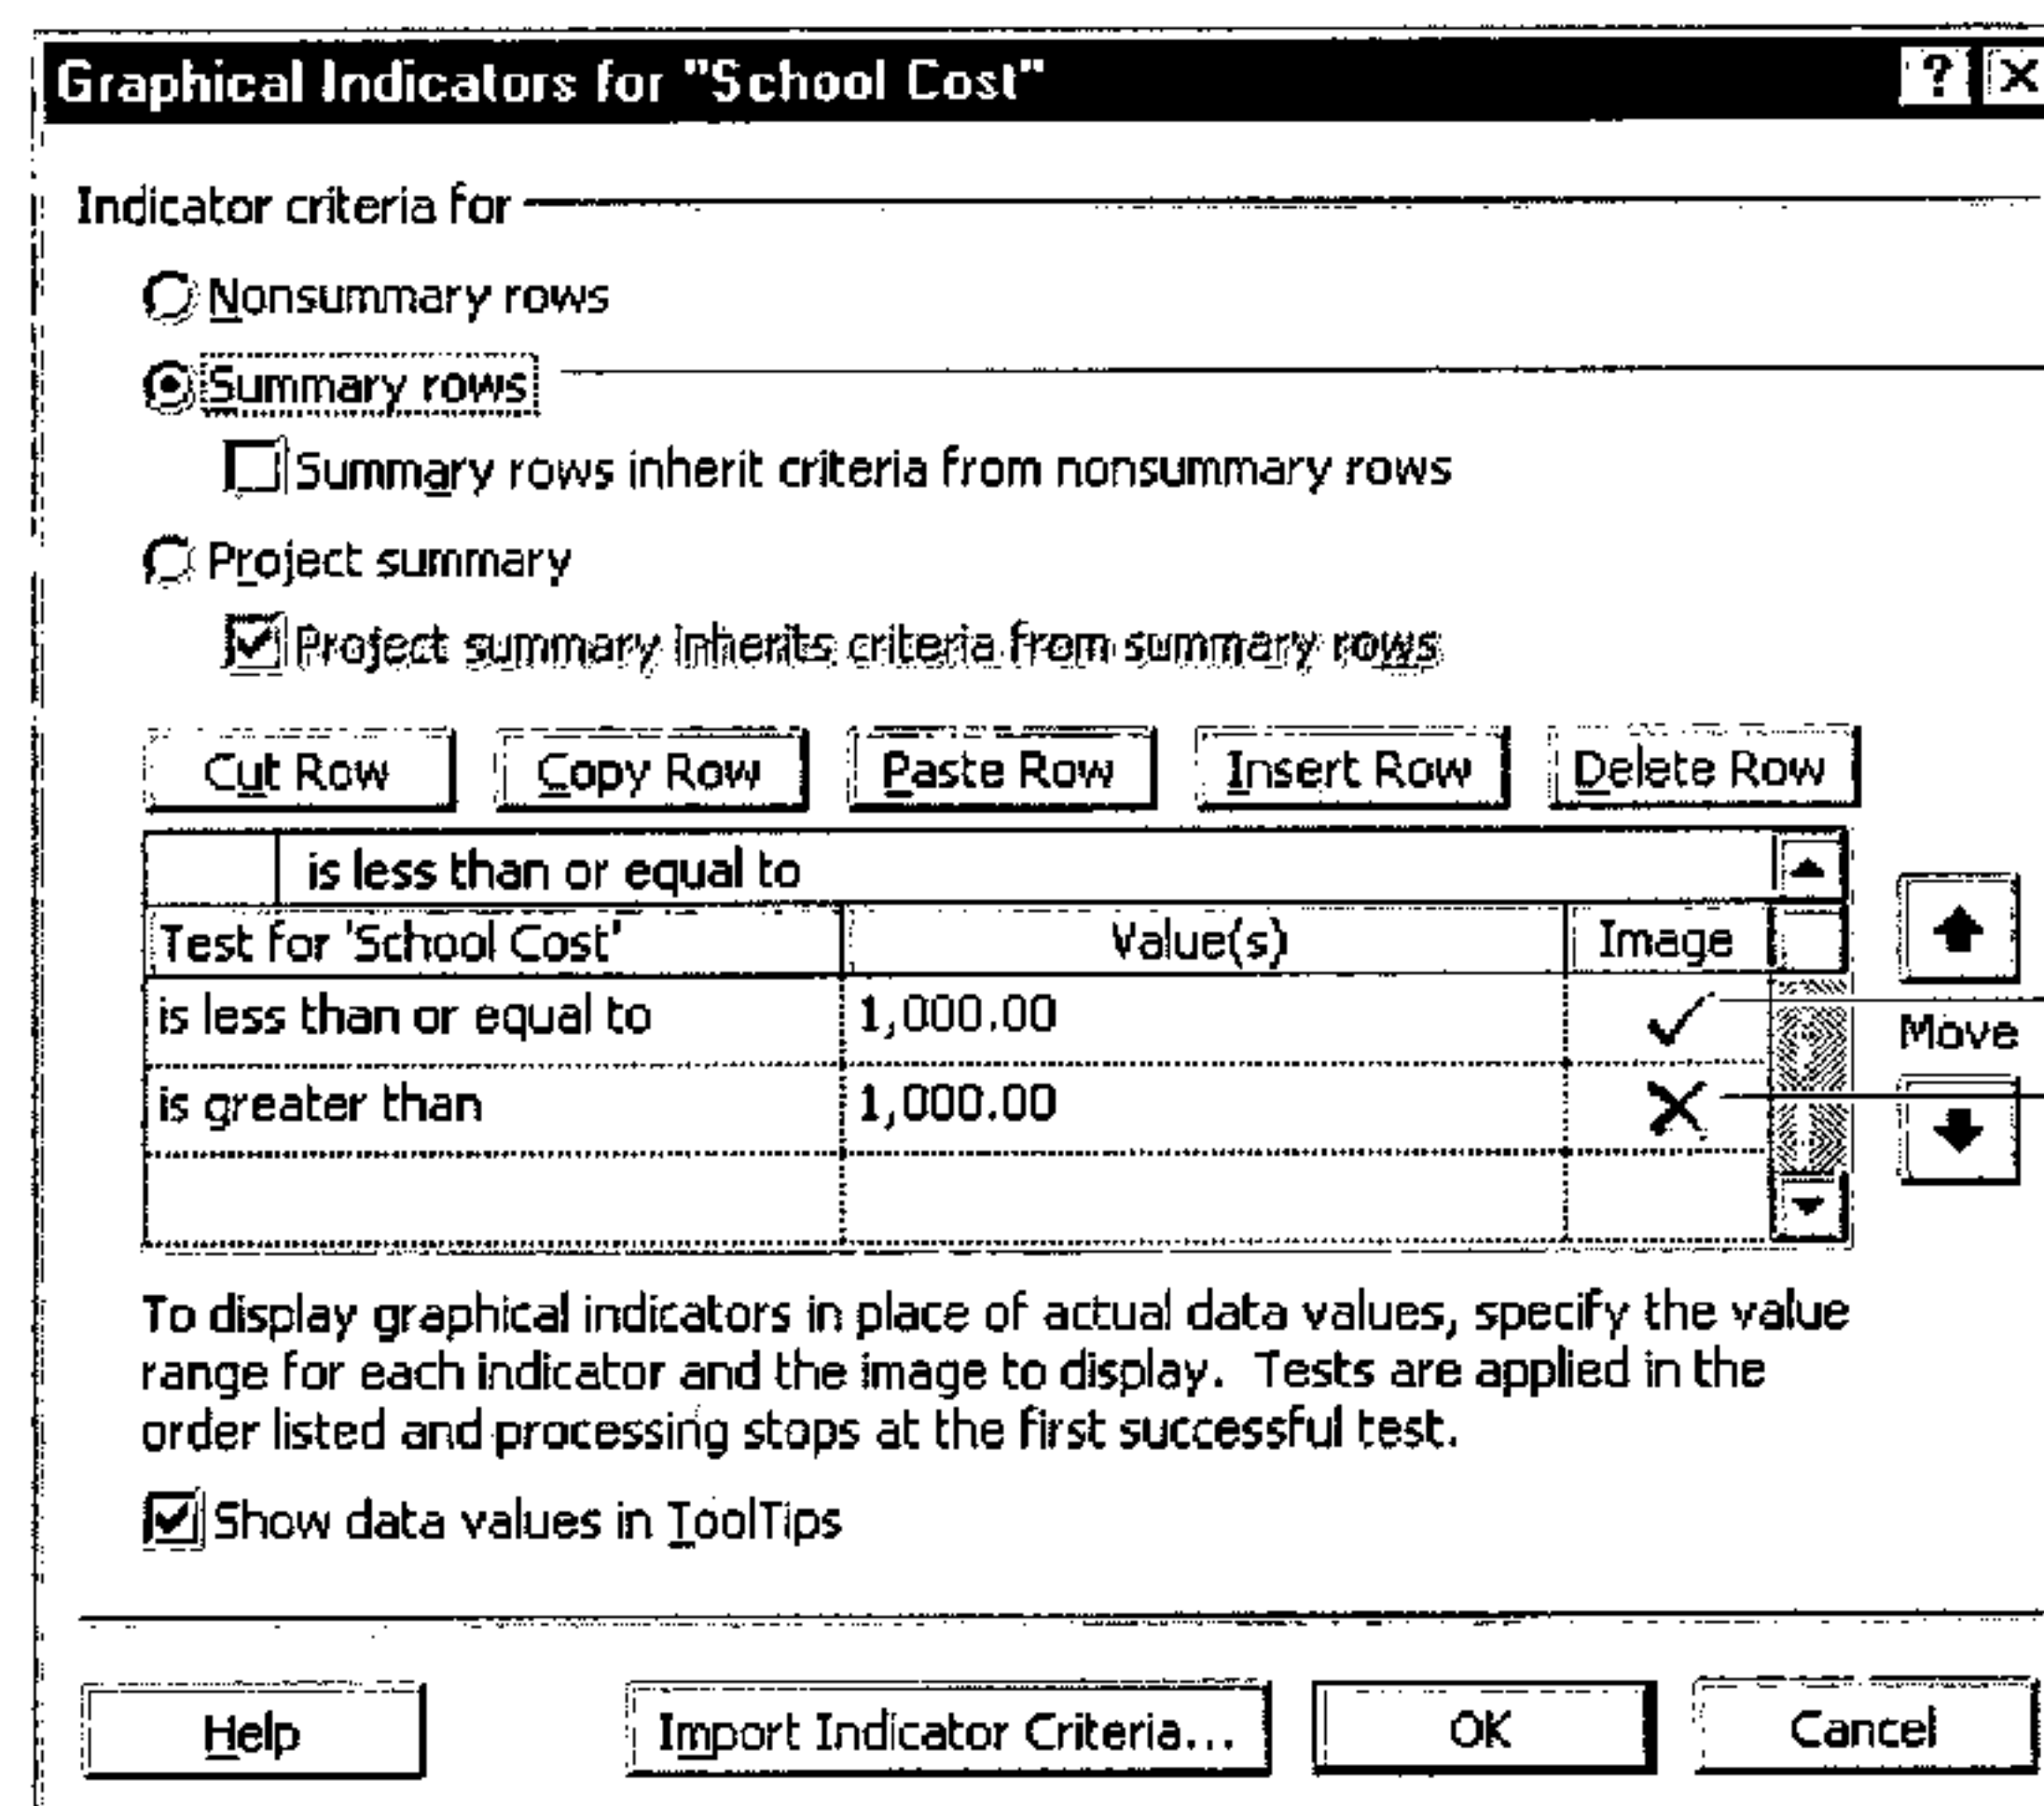 Graphical Indicators for "School Cost" ?
Indicator criteria for
Nonsummary rows
Summary rows
Summary rows inherit criteria from nonsummary rows
Project summary
Project summary inherits criteria from summary rows
Cut Row Copy Row Paste Row Insert Row Delete Row
is less than or equal to
Test for 'School Cost' Value(s) Image
is less than or equal to 1,000.00
Move
is greater than 1,000.00
To display graphical indicators in place of actual data values, specify the value
range for each indicator and the image to display. Tests are applied in the
order listed and processing stops at the first successful test.
Show data values in ToolTips
Help Import Indicator Criteria... OK Cancel